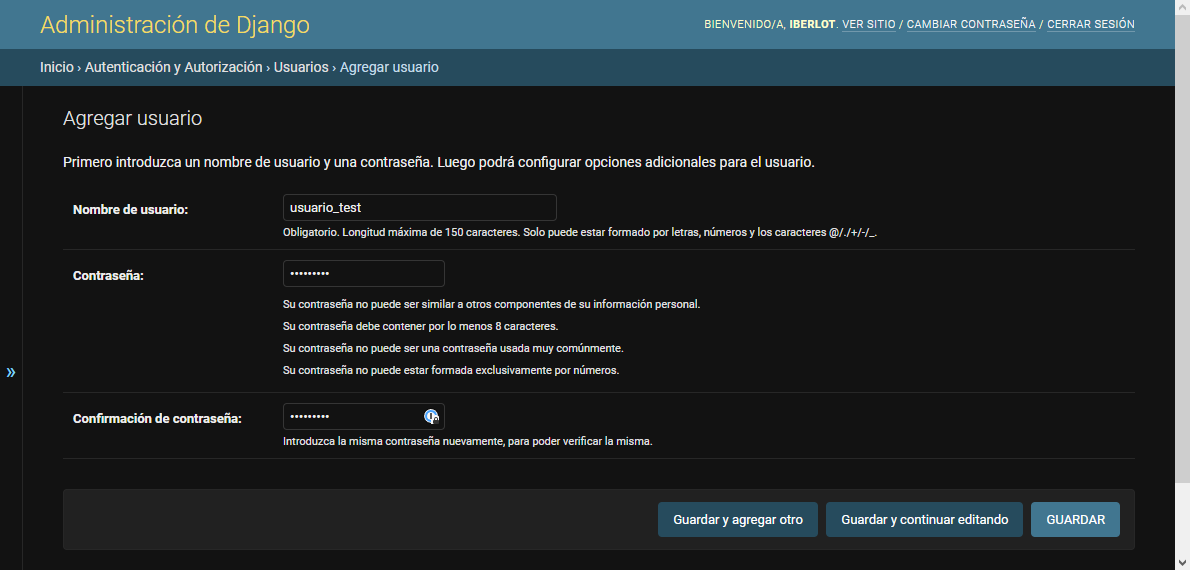 Administración de Django
BIENVENIDO/A, IBERLOT. VER SITIO / CAMBIAR CONTRASEÑA / CERRAR SESIÓN
Inicio › Autenticación y Autorización › Usuarios › Agregar usuario
Agregar usuario
Primero introduzca un nombre de usuario y una contraseña. Luego podrá configurar opciones adicionales para el usuario.
Nombre de usuario:
usuario_test
Obligatorio. Longitud máxima de 150 caracteres. Solo puede estar formado por letras, números y los caracteres @/./+/-/_.
Contraseña:
•••••••••
Su contraseña no puede ser similar a otros componentes de su información personal.
Su contraseña debe contener por lo menos 8 caracteres.
Su contraseña no puede ser una contraseña usada muy comúnmente.
Su contraseña no puede estar formada exclusivamente por números.
»
Confirmación de contraseña:
•••••••••
Introduzca la misma contraseña nuevamente, para poder verificar la misma.
Guardar y agregar otro
Guardar y continuar editando
GUARDAR